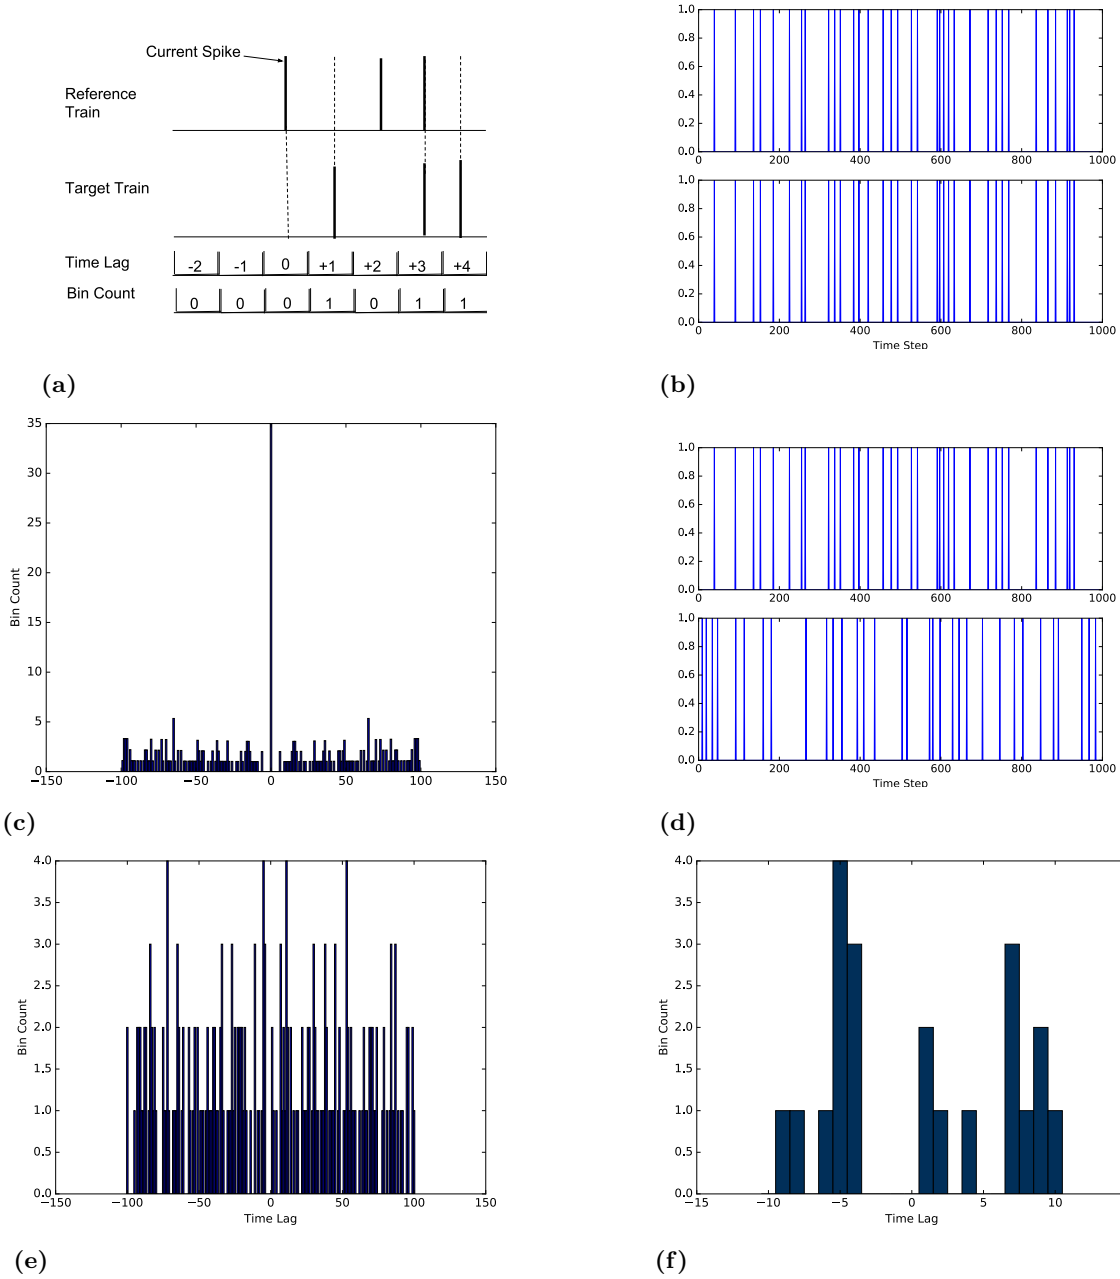 Current Spike
Reference
Train
Target Train
Time Lag
-2 -1 0 +1 +2 +3 +4
Bin Count
0 0 0 1 0 1 1
(a)
1.0
0.8
0.6
0.4
0.2
0.0
0 200 400 600 800 1000
1.0
0.8
0.6
0.4
0.2
0.0
0 200 400 600 800 1000
Time Step
(b)
35
30
25
20
15
10
5
0
Bin Count
−150 −100 −50 0 50 100 150
(c)
1.0
0.8
0.6
0.4
0.2
0.0
0 200 400 600 800 1000
1.0
0.8
0.6
0.4
0.2
0.0
0 200 400 600 800 1000
Time Step
(d)
4.0
3.5
3.0
2.5
2.0
1.5
1.0
0.5
0.0
Bin Count
−150 −100 −50 0 50 100 150
Time Lag
(e)
4.0
3.5
3.0
2.5
2.0
1.5
1.0
0.5
0.0
Bin Count
−15 −10 −5 0 5 10
Time Lag
(f)